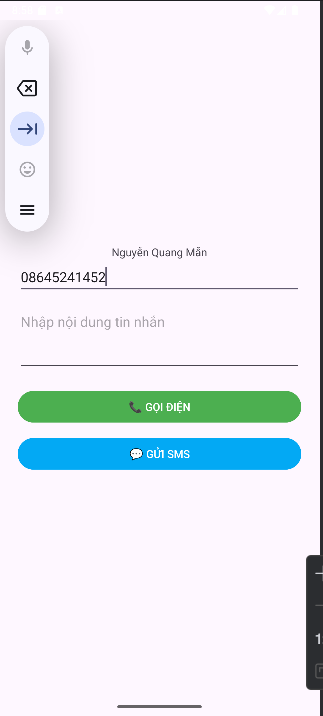 Nguyễn Quang Mẫn
08645241452
Nhập nội dung tin nhắn
📞 GỌI ĐIỆN
💬 GỬI SMS